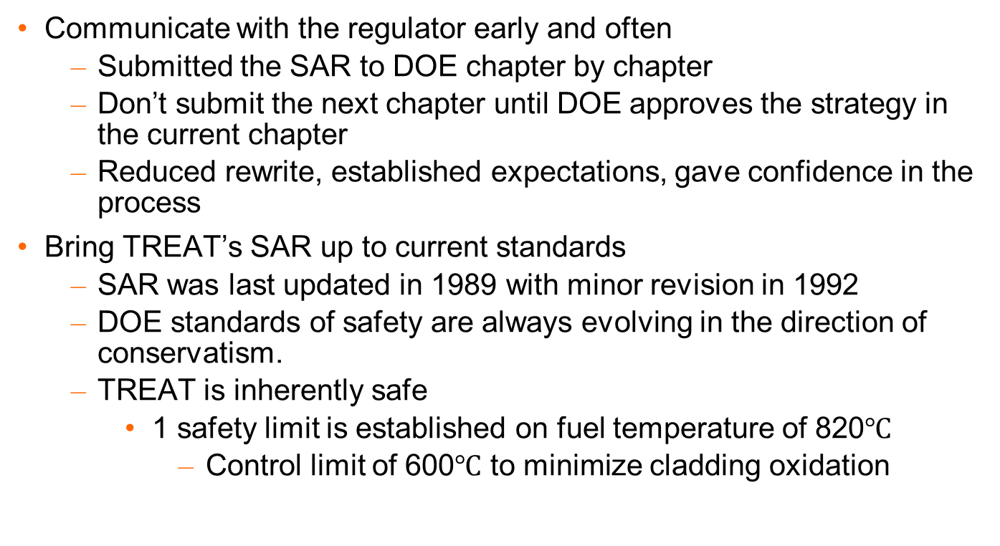 • Communicate with the regulator early and often
– Submitted the SAR to DOE chapter by chapter
– Don’t submit the next chapter until DOE approves the strategy in
the current chapter
– Reduced rewrite, established expectations, gave confidence in the
process
• Bring TREAT’s SAR up to current standards
– SAR was last updated in 1989 with minor revision in 1992
– DOE standards of safety are always evolving in the direction of
conservatism.
– TREAT is inherently safe
• 1 safety limit is established on fuel temperature of 820℃
– Control limit of 600℃ to minimize cladding oxidation